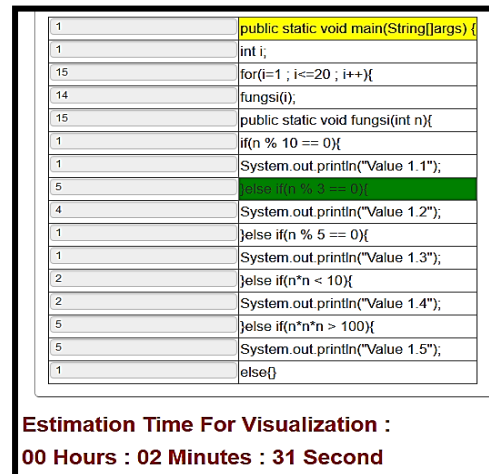 1 public static void main(String[]args) {
1 int i;
15 for(i=1 ; i<=20 ; i++){
14 fungsi(i);
15 public static void fungsi(int n){
1 if(n % 10 == 0){
1 System.out.println("Value 1.1");
5 }else if(n % 3 == 0){
4 System.out.println("Value 1.2");
1 }else if(n % 5 == 0){
1 System.out.println("Value 1.3");
2 }else if(n*n < 10){
2 System.out.println("Value 1.4");
5 }else if(n*n*n > 100){
5 System.out.println("Value 1.5");
1 else{}
Estimation Time For Visualization :
00 Hours : 02 Minutes : 31 Second